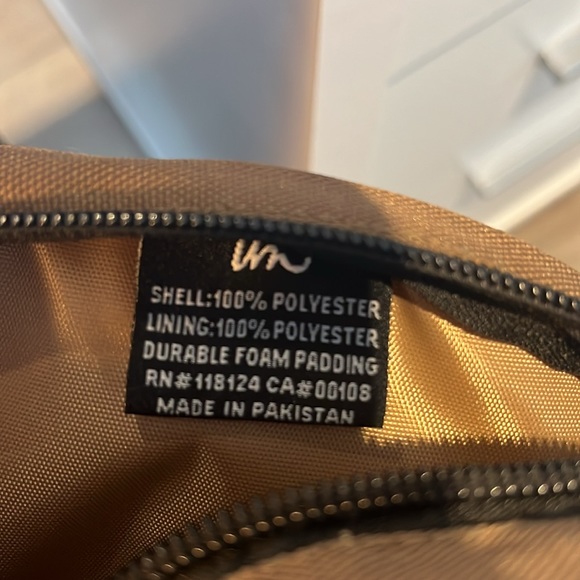 SHELL:100% POLYESTER
LINING:100% POLYESTER
DURABLE FOAM PADDING
RN#118124 CA#00108
MADE IN PAKISTAN